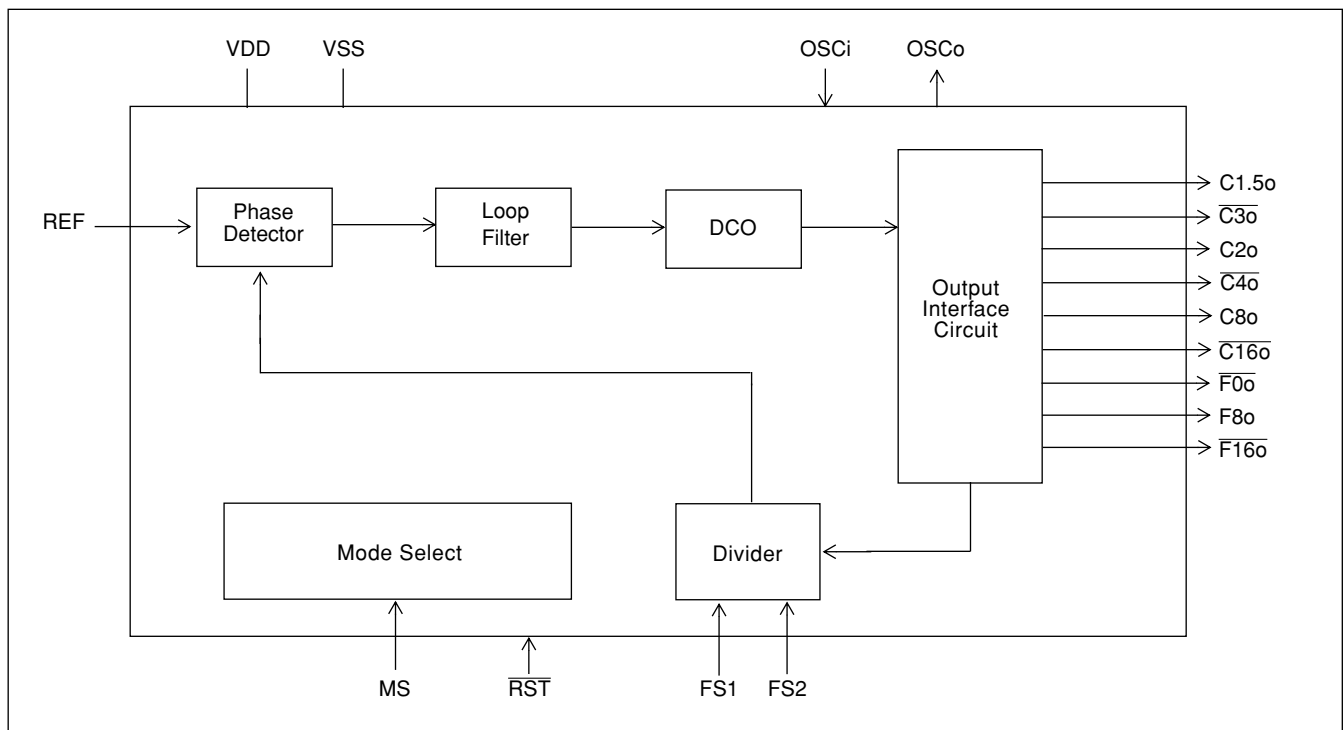 VDD VSS OSCi OSCo
REF
Phase
Detector
Loop
Filter
DCO
Output
Interface
Circuit
C1.5o
C3o
C2o
C4o
C8o
C16o
F0o
F8o
F16o
Mode Select
Divider
MS RST FS1 FS2